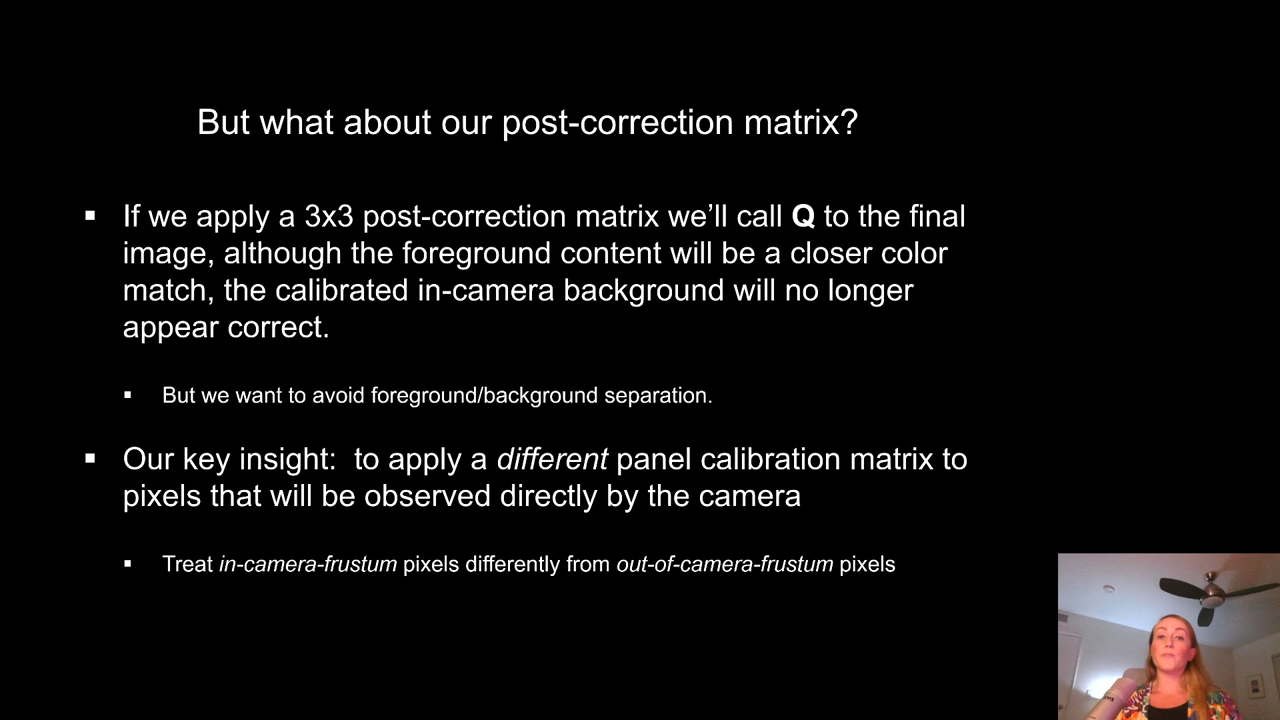 But what about our post-correction matrix?
▪ If we apply a 3x3 post-correction matrix we’ll call Q to the final
image, although the foreground content will be a closer color
match, the calibrated in-camera background will no longer
appear correct.
▪ But we want to avoid foreground/background separation.
▪ Our key insight:  to apply a different panel calibration matrix to
pixels that will be observed directly by the camera
▪ Treat in-camera-frustum pixels differently from out-of-camera-frustum pixels